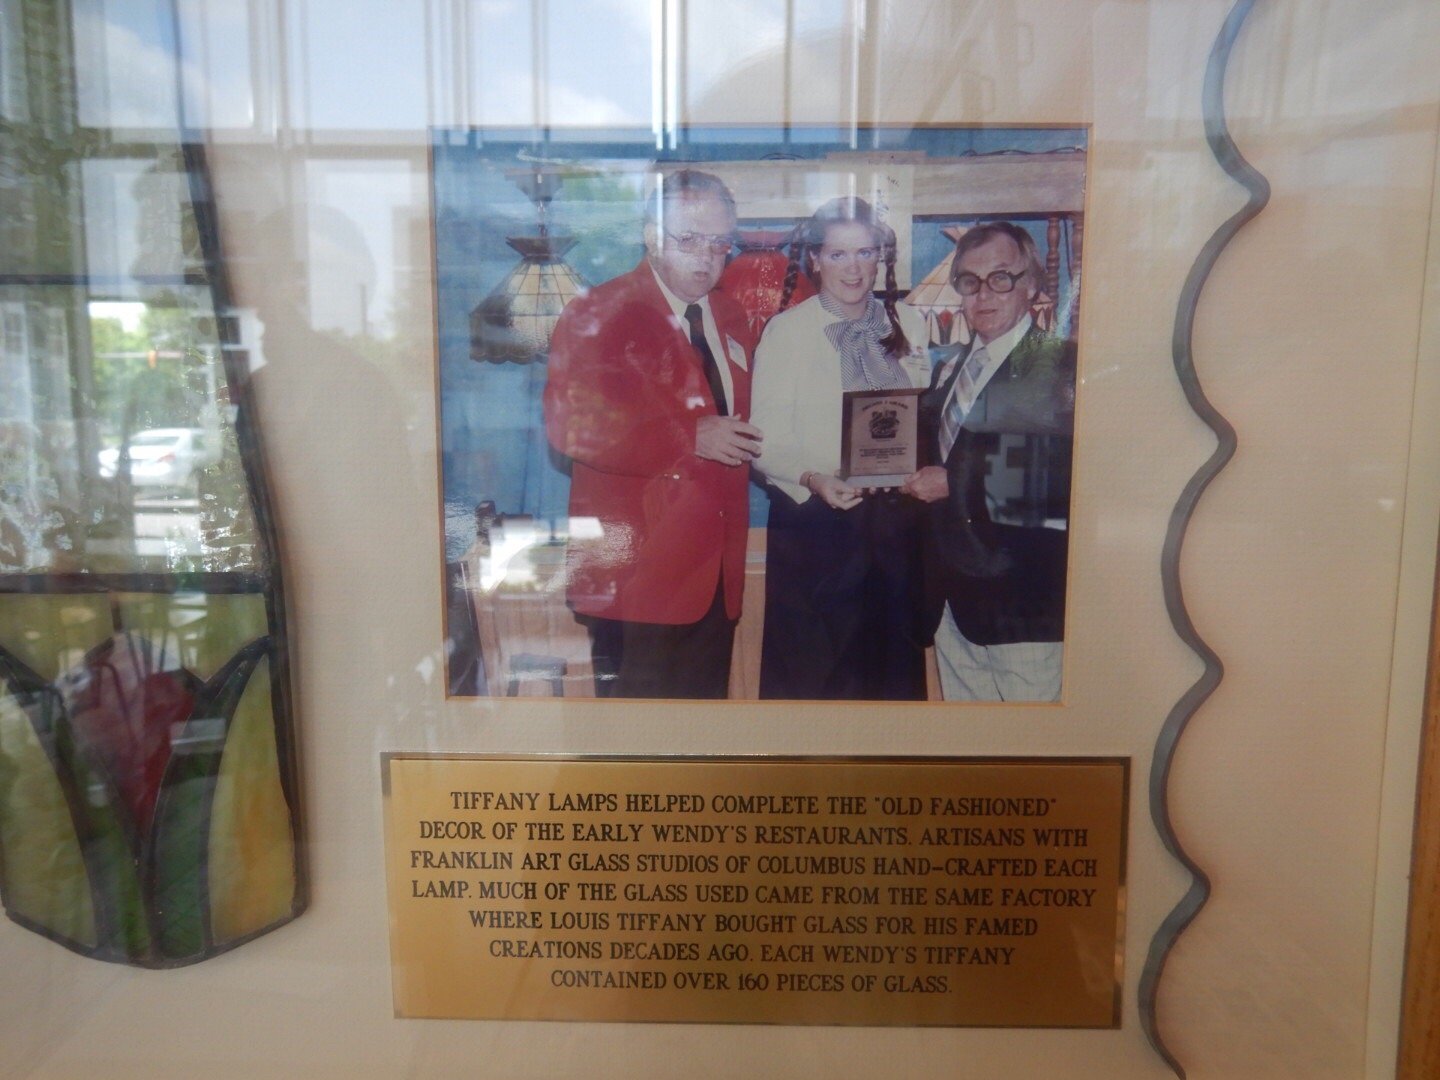 TIFFANY LAMPS HELPED COMPLETE THE "OLD FASHIONED"
DECOR OF THE EARLY WENDY'S RESTAURANTS. ARTISANS WITH
FRANKLIN ART GLASS STUDIOS OF COLUMBUS HAND-CRAFTED EACH
LAMP. MUCH OF THE GLASS USED CAME FROM THE SAME FACTORY
WHERE LOUIS TIFFANY BOUGHT GLASS FOR HIS FAMED
CREATIONS DECADES AGO. EACH WENDY'S TIFFANY
CONTAINED OVER 160 PIECES OF GLASS.